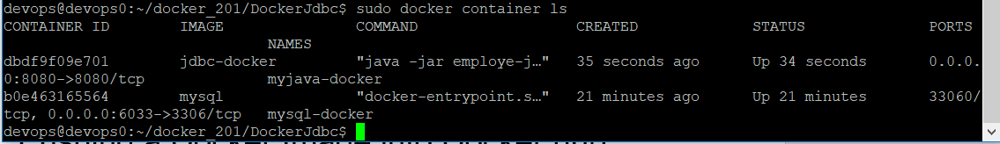 devops@devops0:~/docker_201/DockerJdbc$ sudo docker container ls
CONTAINER ID        IMAGE               COMMAND                  CREATED             STATUS              PORTS
                              NAMES
dbdf9f09e701        jdbc-docker         "java -jar employe-j…"   35 seconds ago      Up 34 seconds       0.0.0.
0:8080->8080/tcp              myjava-docker
b0e463165564        mysql               "docker-entrypoint.s…"   21 minutes ago      Up 21 minutes       33060/
tcp, 0.0.0.0:6033->3306/tcp   mysql-docker
devops@devops0:~/docker_201/DockerJdbc$